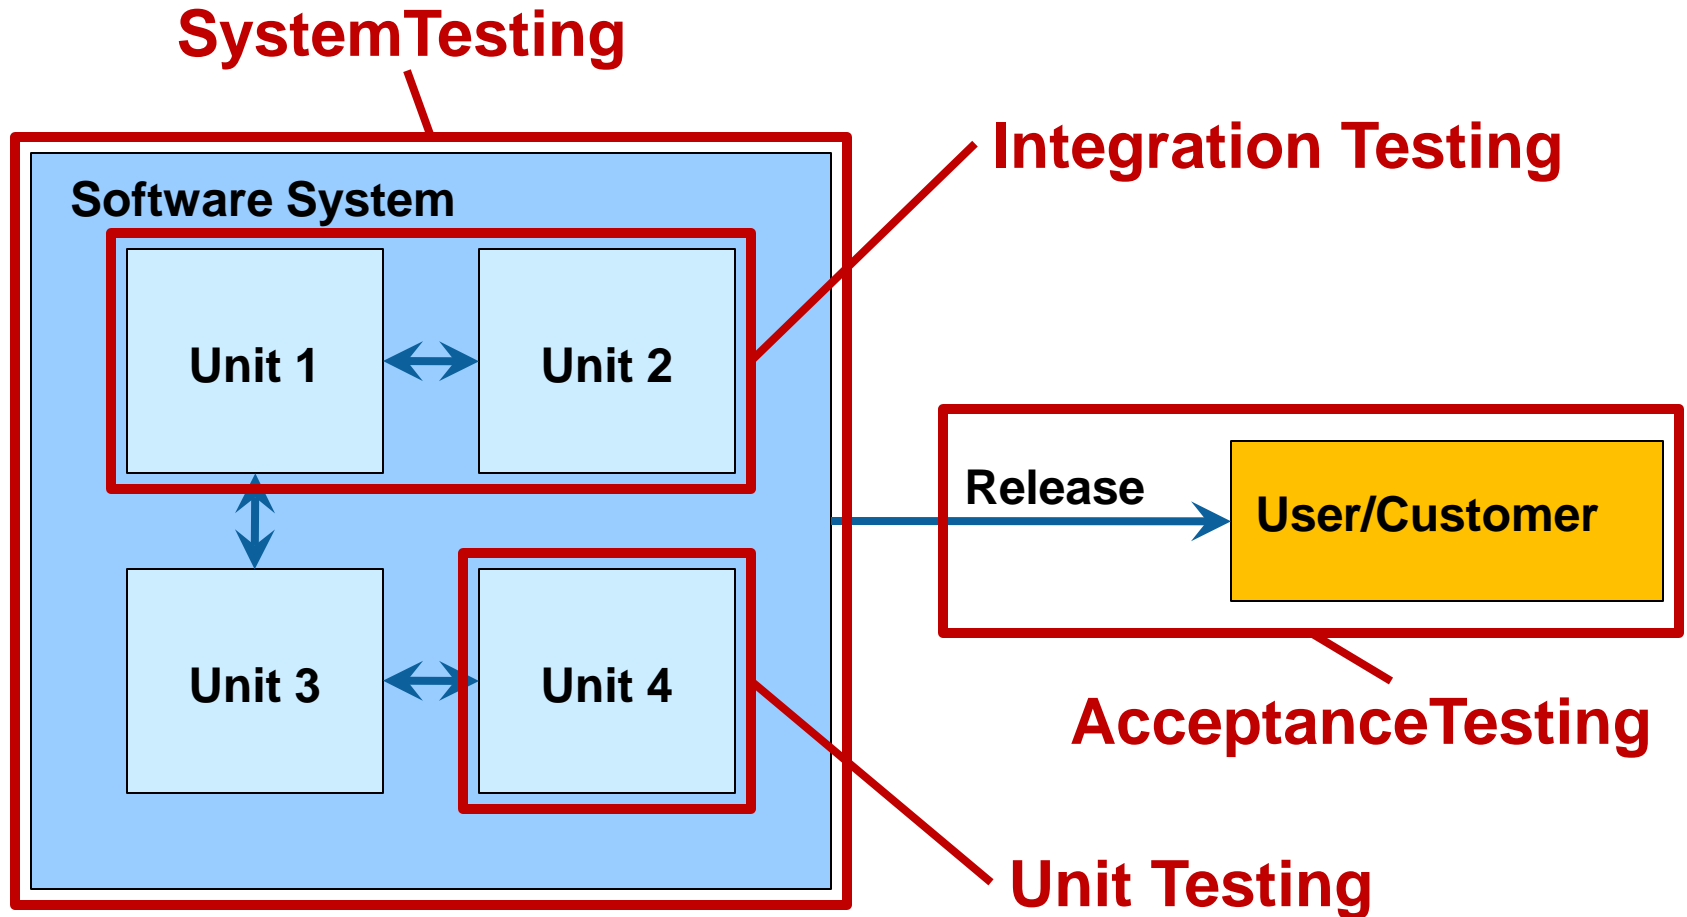 SystemTesting
Integration Testing
Software System
Unit 1
Unit 2
Release
User/Customer
Unit 3
Unit 4
AcceptanceTesting
Unit Testing